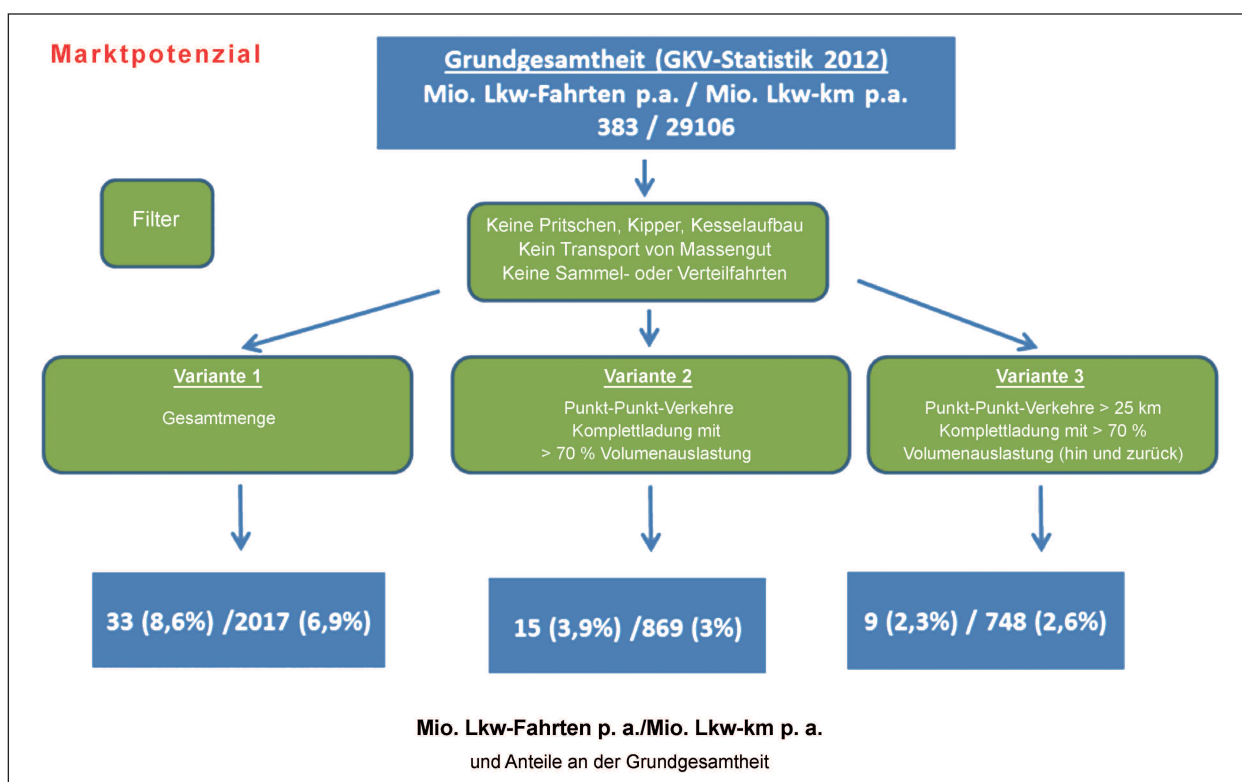 Marktpotenzial
Grundgesamtheit (GKV-Statistik 2012)
Mio. Lkw-Fahrten p.a. / Mio. Lkw-km p.a.
383 / 29106
Filter
Keine Pritschen, Kipper, Kesselaufbau
Kein Transport von Massengut
Keine Sammel- oder Verteilfahrten
Variante 1
Gesamtmenge
Variante 2
Punkt-Punkt-Verkehre
Komplettladung mit
> 70 % Volumenauslastung
Variante 3
Punkt-Punkt-Verkehre > 25 km
Komplettladung mit > 70 %
Volumenauslastung (hin und zurück)
33 (8,6%) /2017 (6,9%)
15 (3,9%) /869 (3%)
9 (2,3%) / 748 (2,6%)
Mio. Lkw-Fahrten p. a./Mio. Lkw-km p. a.
und Anteile an der Grundgesamtheit